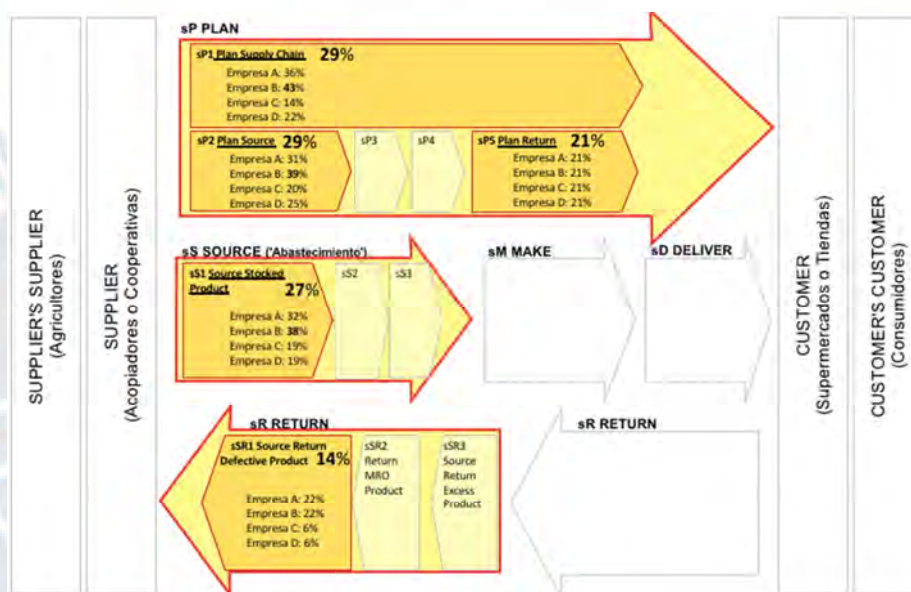 sP PLAN
sP1 Plan Supply Chain 29%
Empresa A: 36%
Empresa B: 43%
Empresa C: 14%
Empresa D: 22%
sP2 Plan Source 29%
Empresa A: 31%
Empresa B: 39%
Empresa C: 20%
Empresa D: 25%
sP3
sP4
sP5 Plan Return 21%
Empresa A: 21%
Empresa B: 21%
Empresa C: 21%
Empresa D: 21%
sS SOURCE ('Abastecimiento')
sS1 Source Stocked
Product 27%
Empresa A: 32%
Empresa B: 38%
Empresa C: 19%
Empresa D: 19%
sS2
sS3
sM MAKE
sD DELIVER
sR RETURN
sSR1 Source Return
Defective Product 14%
Empresa A: 22%
Empresa B: 22%
Empresa C: 6%
Empresa D: 6%
sSR2
Return
MRO
Product
sSR3
Source
Return
Excess
Product
sR RETURN
SUPPLIER'S SUPPLIER
(Agricultores)
SUPPLIER
(Acopiadores o Cooperativas)
CUSTOMER
(Supermercados o Tiendas)
CUSTOMER'S CUSTOMER
(Consumidores)